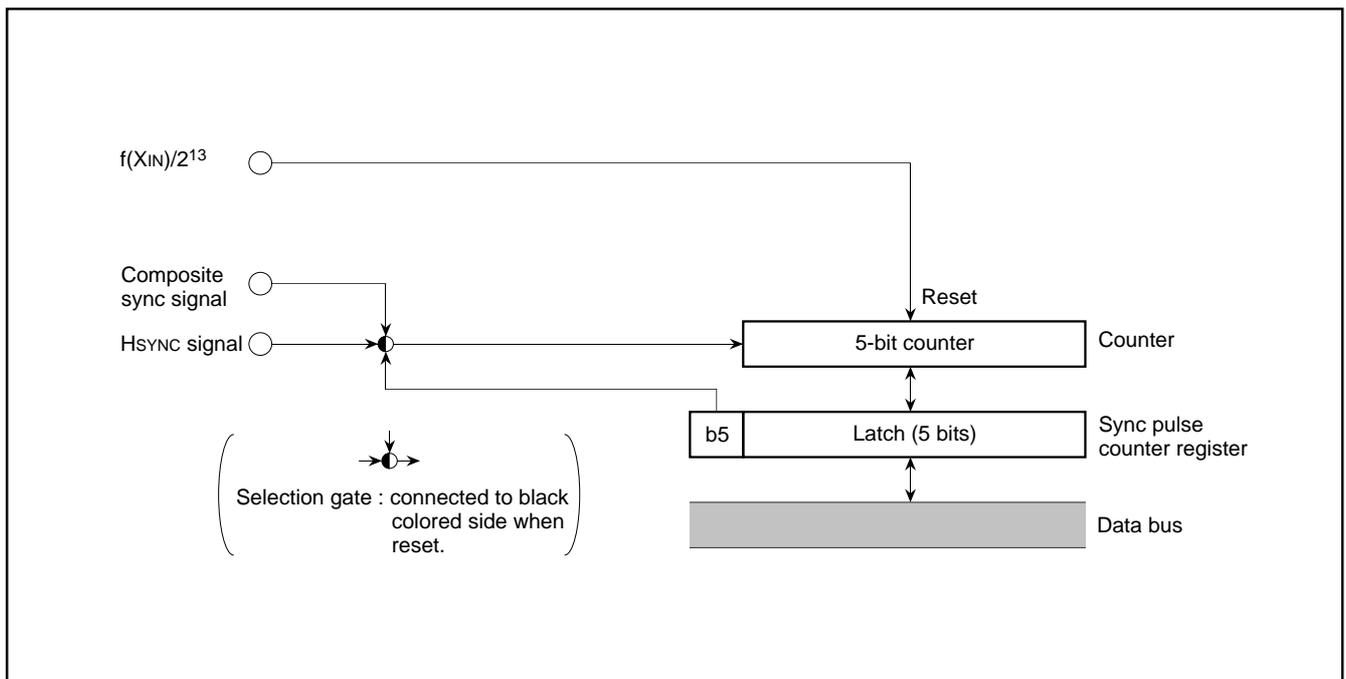 f(XIN)/2¹³
Composite
sync signal
Reset
HSYNC signal
5-bit counter
Counter
b5
Latch (5 bits)
Sync pulse
counter register
Selection gate : connected to black
colored side when
reset.
Data bus